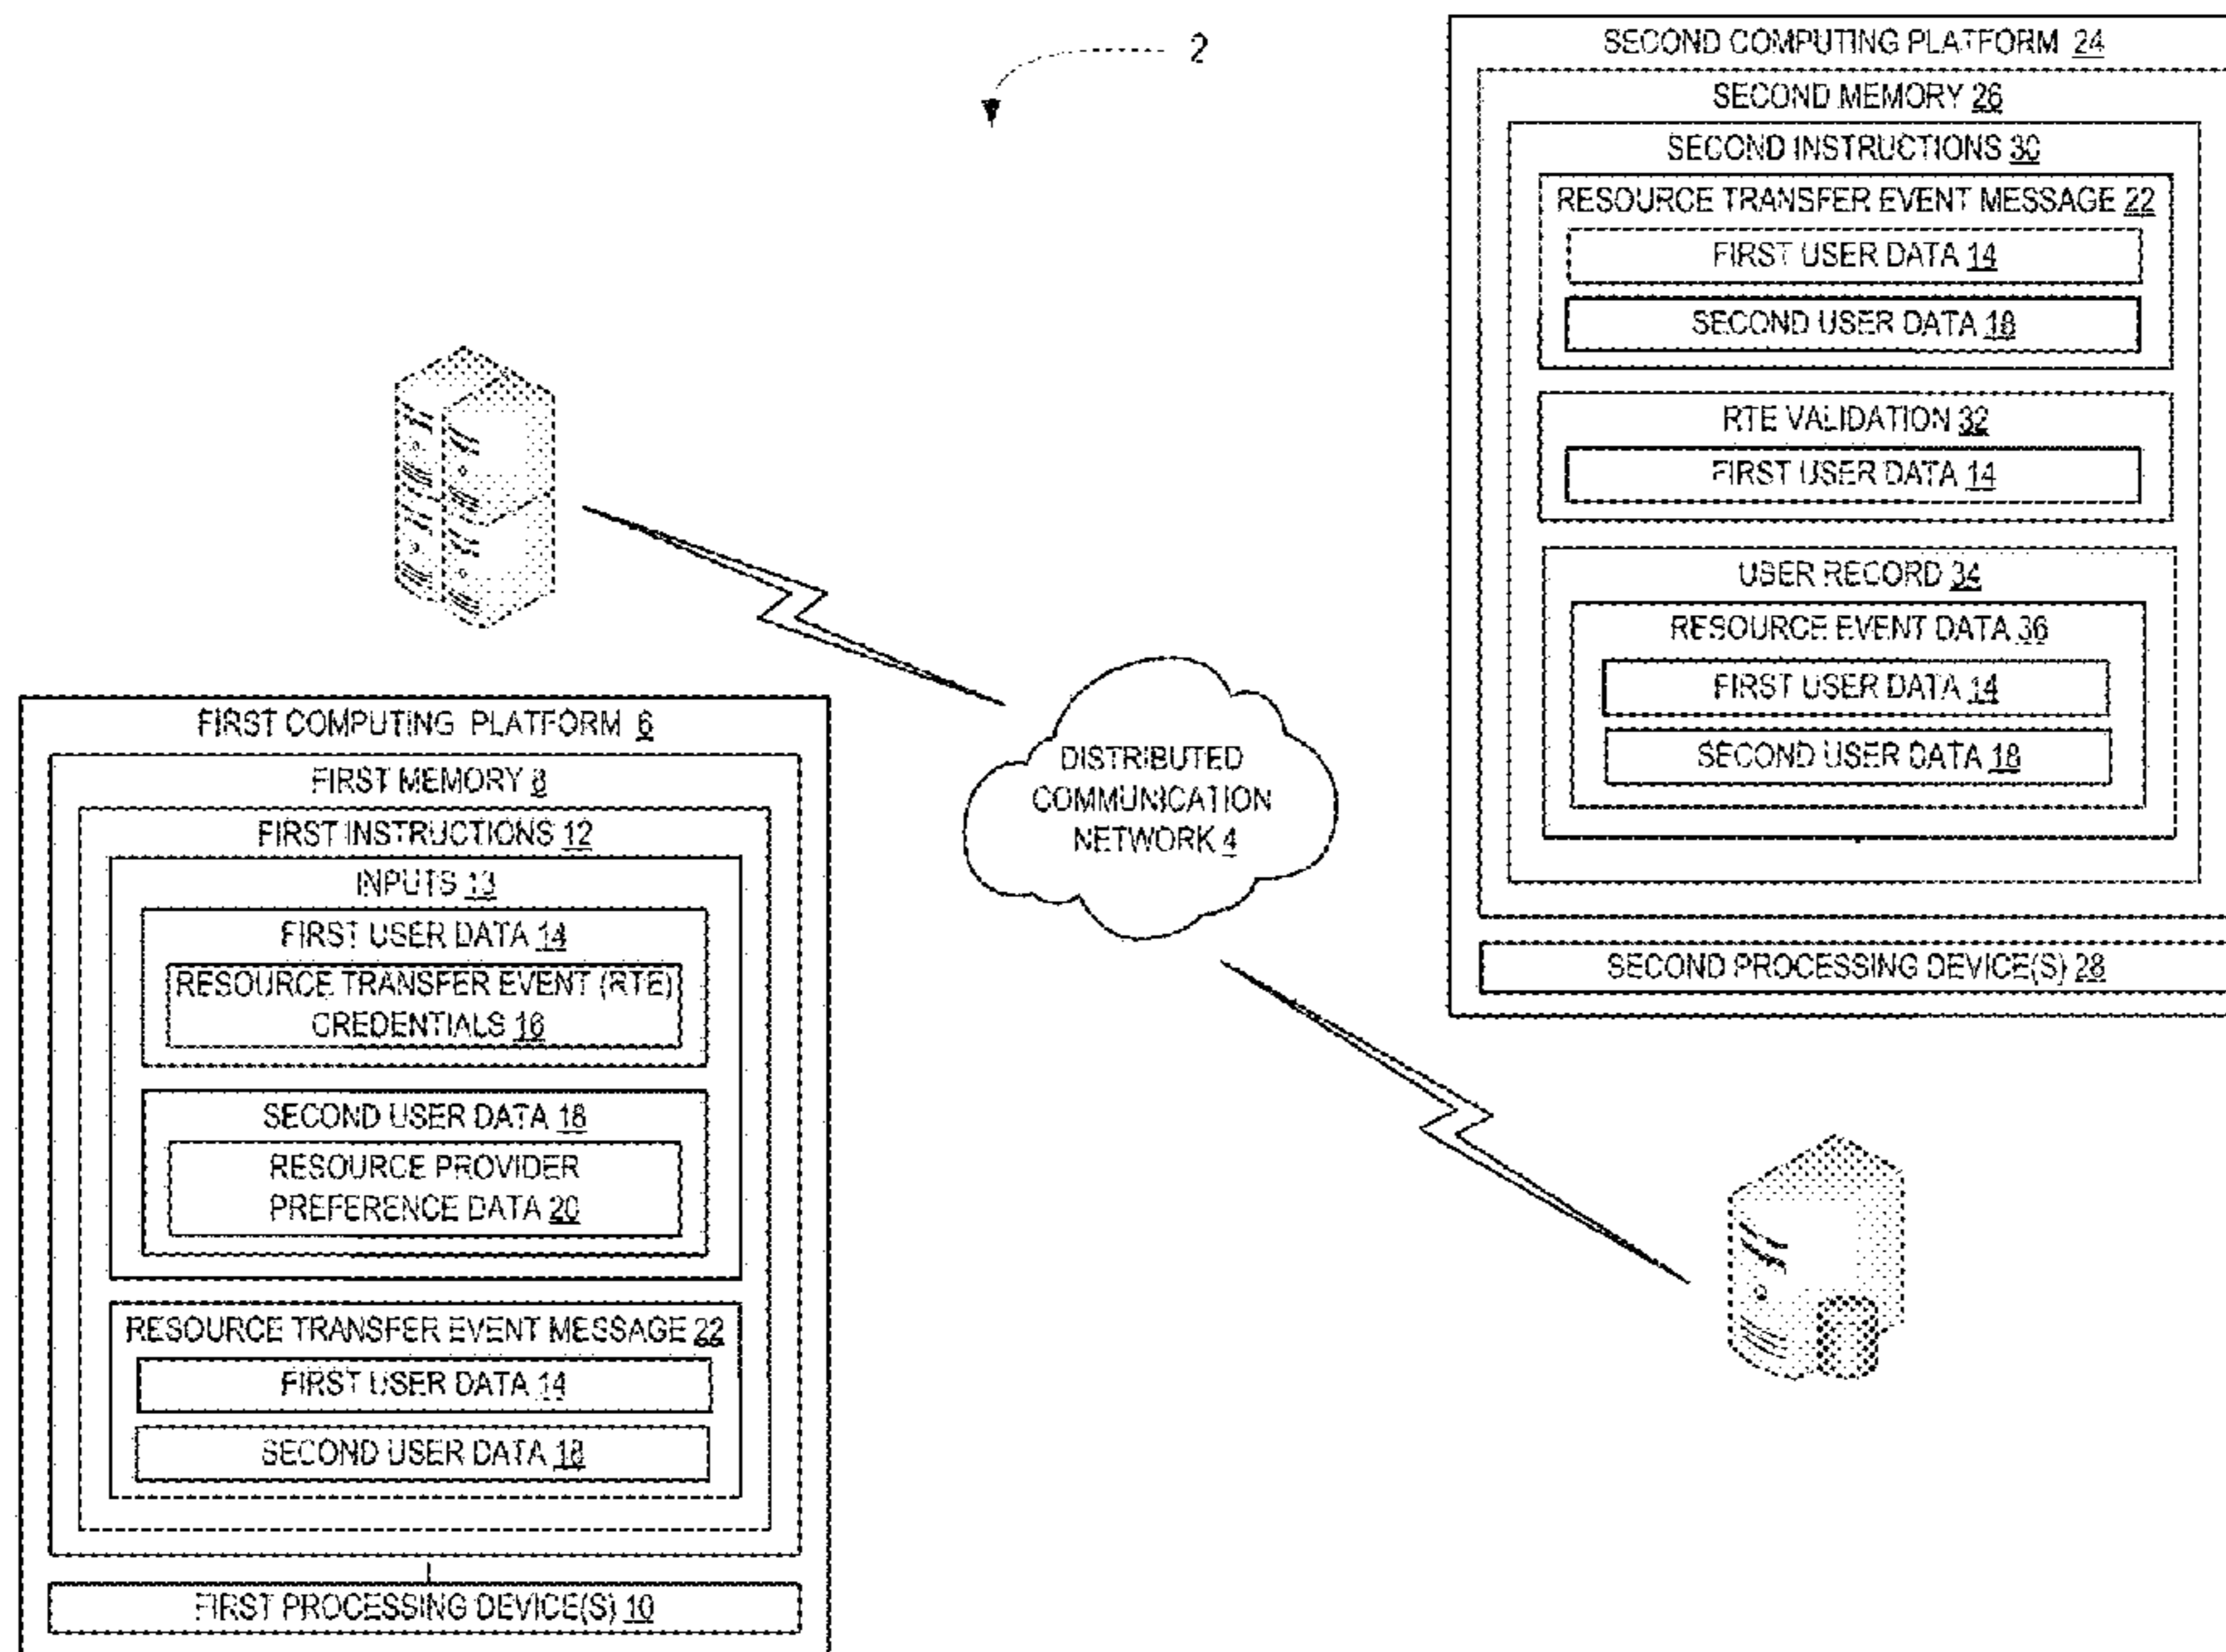 2
SECOND COMPUTING PLATFORM 24
SECOND MEMORY 26
SECOND INSTRUCTIONS 30
RESOURCE TRANSFER EVENT MESSAGE 22
FIRST USER DATA 14
SECOND USER DATA 18
RTE VALIDATION 32
FIRST USER DATA 14
USER RECORD 34
RESOURCE EVENT DATA 36
FIRST USER DATA 14
SECOND USER DATA 18
SECOND PROCESSING DEVICE(S) 28
DISTRIBUTED
COMMUNICATION
NETWORK 4
FIRST COMPUTING PLATFORM 6
FIRST MEMORY 8
FIRST INSTRUCTIONS 12
INPUTS 13
FIRST USER DATA 14
RESOURCE TRANSFER EVENT (RTE)
CREDENTIALS 16
SECOND USER DATA 18
RESOURCE PROVIDER
PREFERENCE DATA 20
RESOURCE TRANSFER EVENT MESSAGE 22
FIRST USER DATA 14
SECOND USER DATA 18
FIRST PROCESSING DEVICE(S) 10